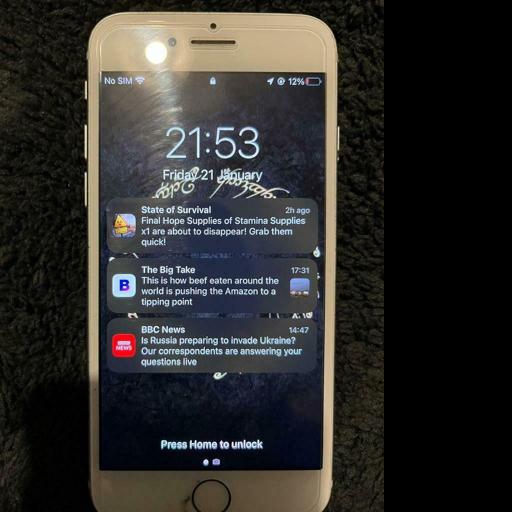 No SIM 12%
21:53
Friday 21 January
State of Survival 2h ago
Final Hope Supplies of Stamina Supplies
x1 are about to disappear! Grab them
quick!
B
The Big Take 17:31
This is how beef eaten around the
world is pushing the Amazon to a
tipping point
NEWS
BBC News 14:47
Is Russia preparing to invade Ukraine?
Our correspondents are answering your
questions live
Press Home to unlock